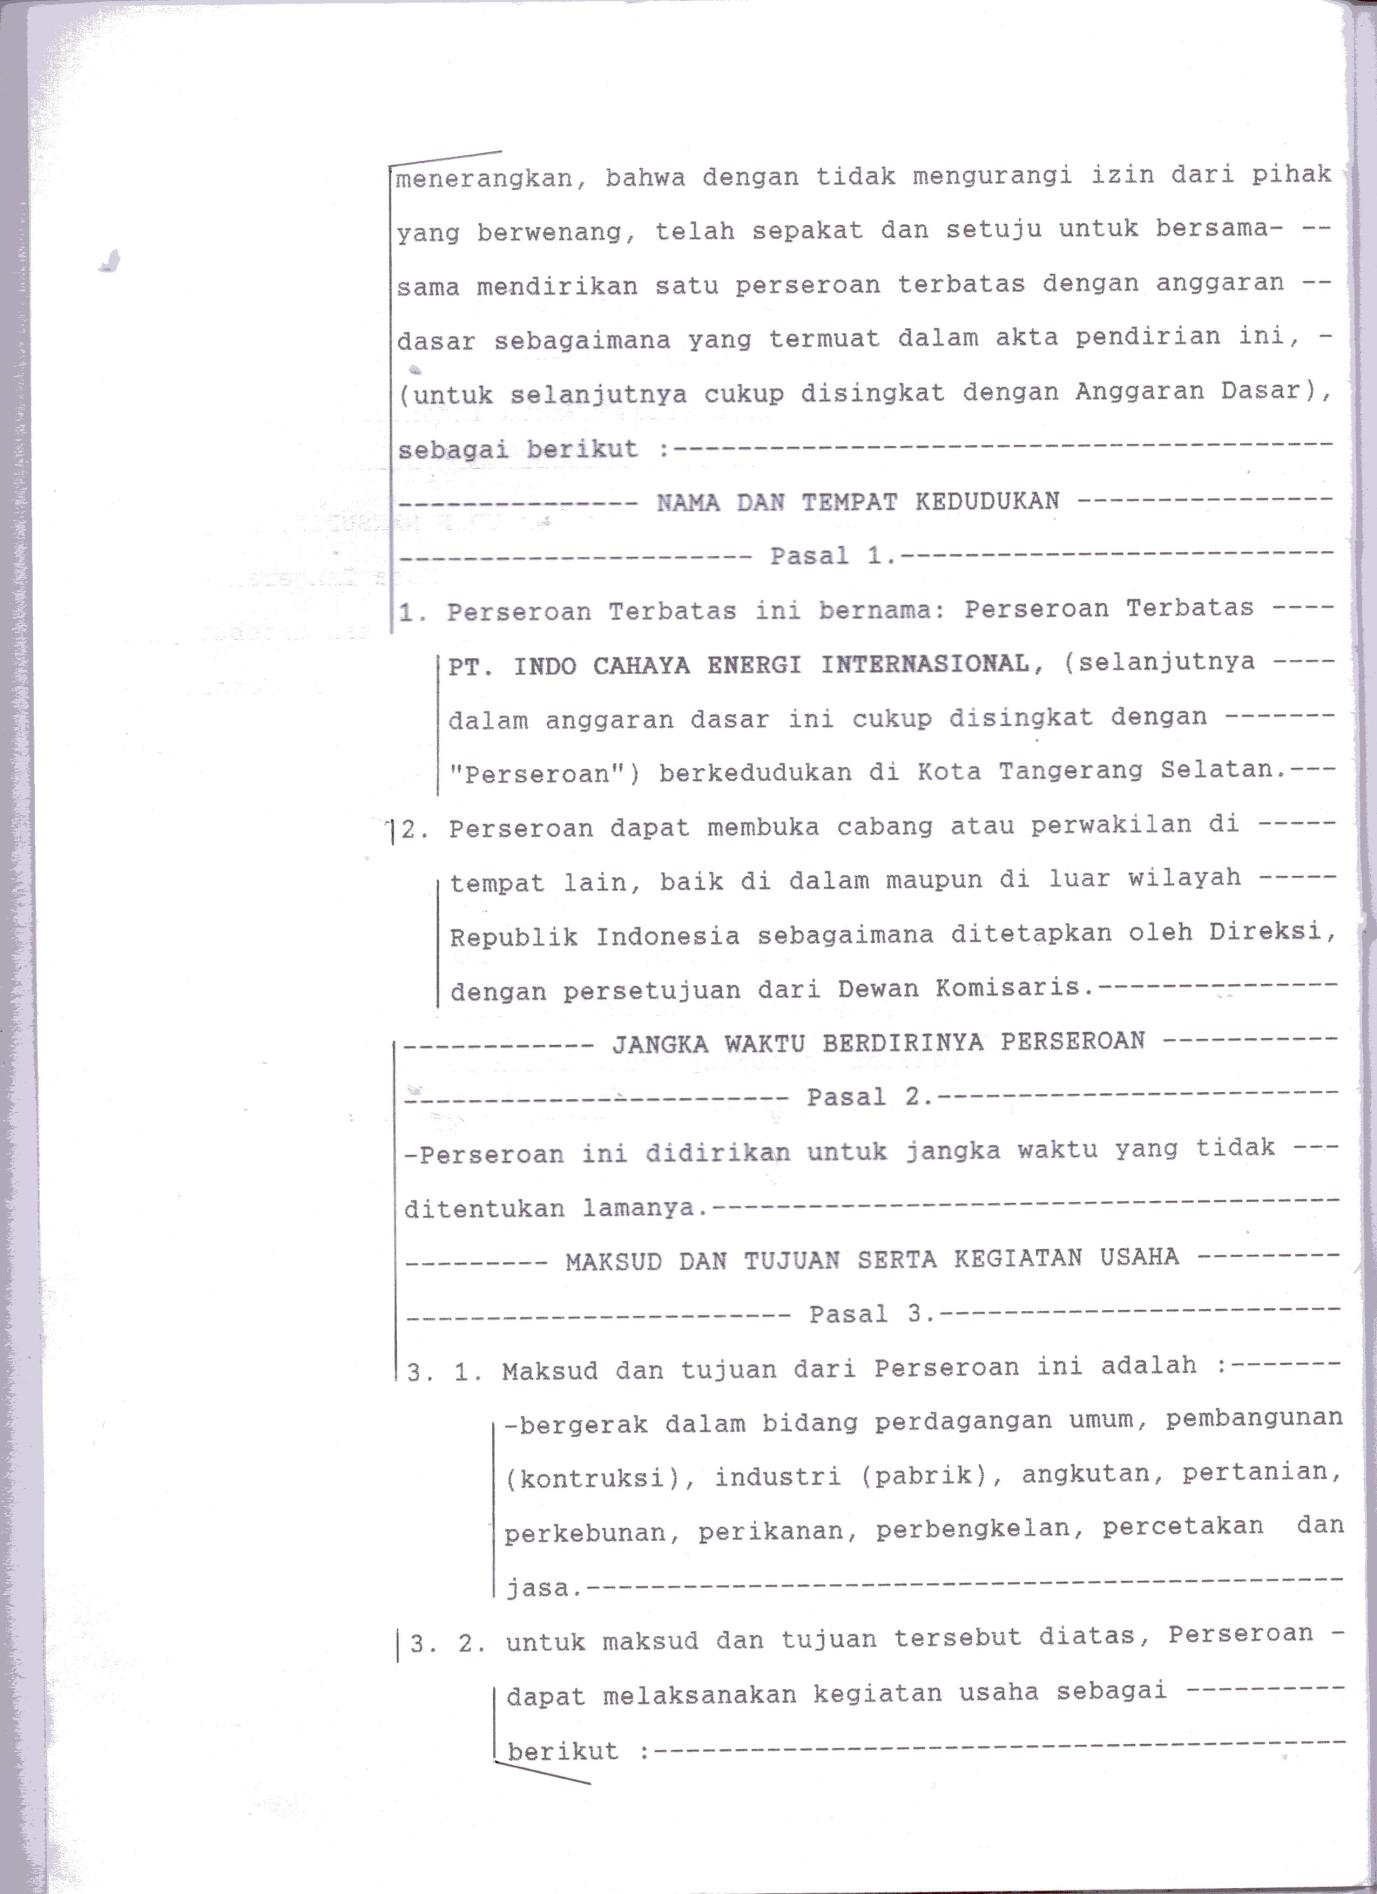 menerangkan, bahwa dengan tidak mengurangi izin dari pihak
yang berwenang, telah sepakat dan setuju untuk bersama- --
sama mendirikan satu perseroan terbatas dengan anggaran --
dasar sebagaimana yang termuat dalam akta pendirian ini, -
(untuk selanjutnya cukup disingkat dengan Anggaran Dasar),
sebagai berikut :-----------------------------------------
--------------- NAMA DAN TEMPAT KEDUDUKAN ----------------
---------------------- Pasal 1.---------------------------
1. Perseroan Terbatas ini bernama: Perseroan Terbatas ----
PT. INDO CAHAYA ENERGI INTERNASIONAL, (selanjutnya ----
dalam anggaran dasar ini cukup disingkat dengan -------
"Perseroan") berkedudukan di Kota Tangerang Selatan.---
2. Perseroan dapat membuka cabang atau perwakilan di -----
tempat lain, baik di dalam maupun di luar wilayah -----
Republik Indonesia sebagaimana ditetapkan oleh Direksi,
dengan persetujuan dari Dewan Komisaris.---------------
------------ JANGKA WAKTU BERDIRINYA PERSEROAN -----------
------------------------ Pasal 2.-------------------------
-Perseroan ini didirikan untuk jangka waktu yang tidak ---
ditentukan lamanya.---------------------------------------
--------- MAKSUD DAN TUJUAN SERTA KEGIATAN USAHA ---------
------------------------ Pasal 3.-------------------------
3. 1. Maksud dan tujuan dari Perseroan ini adalah :-------
-bergerak dalam bidang perdagangan umum, pembangunan
(kontruksi), industri (pabrik), angkutan, pertanian,
perkebunan, perikanan, perbengkelan, percetakan  dan
jasa.-----------------------------------------------
3. 2. untuk maksud dan tujuan tersebut diatas, Perseroan -
dapat melaksanakan kegiatan usaha sebagai ----------
berikut :-------------------------------------------